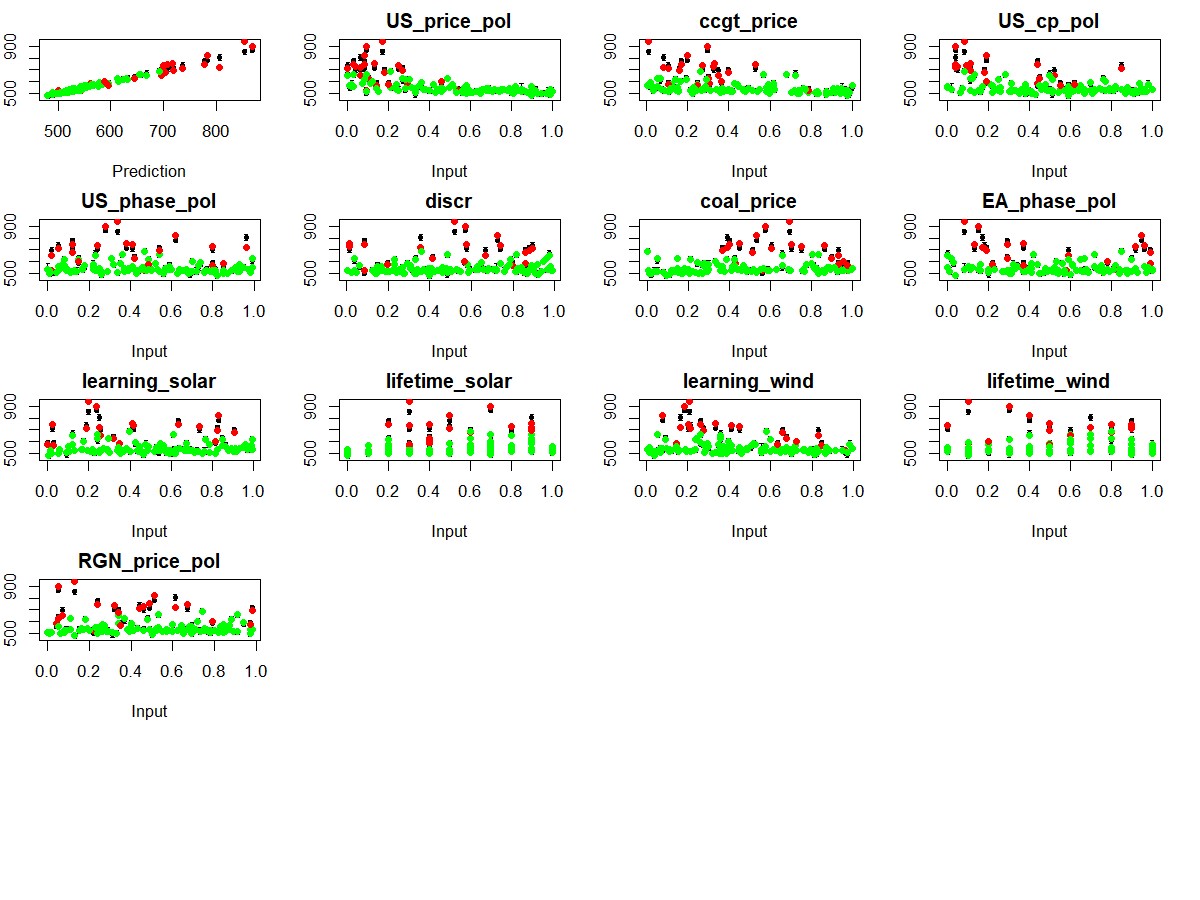 US_price_pol ccgt_price US_cp_pol
900
500
500 600 700 800
Prediction
900
500
0.0 0.2 0.4 0.6 0.8 1.0
Input
900
500
0.0 0.2 0.4 0.6 0.8 1.0
Input
900
500
0.0 0.2 0.4 0.6 0.8 1.0
Input
US_phase_pol discr coal_price EA_phase_pol
900
500
0.0 0.2 0.4 0.6 0.8 1.0
Input
900
500
0.0 0.2 0.4 0.6 0.8 1.0
Input
900
500
0.0 0.2 0.4 0.6 0.8 1.0
Input
900
500
0.0 0.2 0.4 0.6 0.8 1.0
Input
learning_solar lifetime_solar learning_wind lifetime_wind
900
500
0.0 0.2 0.4 0.6 0.8 1.0
Input
900
500
0.0 0.2 0.4 0.6 0.8 1.0
Input
900
500
0.0 0.2 0.4 0.6 0.8 1.0
Input
900
500
0.0 0.2 0.4 0.6 0.8 1.0
Input
RGN_price_pol
900
500
0.0 0.2 0.4 0.6 0.8 1.0
Input